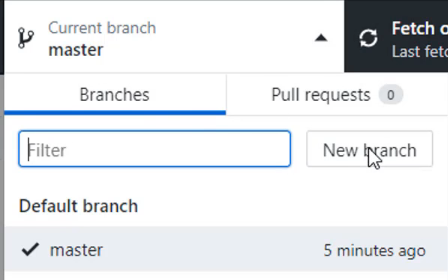 Current branch
master
Fetch o
Last fetc
Branches
Pull requests 0
Filter
New branch
Default branch
master
5 minutes ago